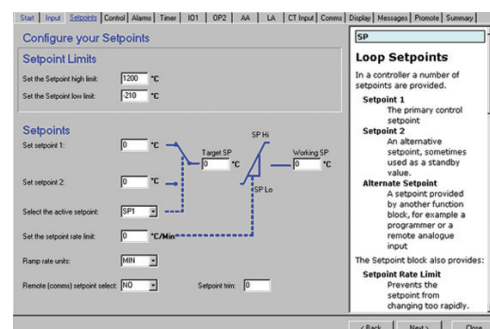 Start Input Setpoints Control Alarms Timer IO1 OP2 AA LA CT Input Comms Display Messages Promote Summary
Configure your Setpoints
Setpoint Limits
Set the Setpoint high limit: 1200 °C
Set the Setpoint low limit: -210 °C
Setpoints
Set setpoint 1: 0 °C
SP Hi
Target SP
0 °C
Working SP
0 °C
Set setpoint 2: 0 °C
SP Lo
Select the active setpoint: SP1
Set the setpoint rate limit: 0 °C/Min
Ramp rate units: MIN
Remote (comms) setpoint select: NO Setpoint trim: 0
SP
Loop Setpoints
In a controller a number of
setpoints are provided.
Setpoint 1
The primary control
setpoint
Setpoint 2
An alternative
setpoint, sometimes
used as a standby
value.
Alternate Setpoint
A setpoint provided
by another function
block, for example a
programmer or a
remote analogue
input
The Setpoint block also provides:
Setpoint Rate Limit
Prevents the
setpoint from
changing too rapidly.
< Back Next > Close